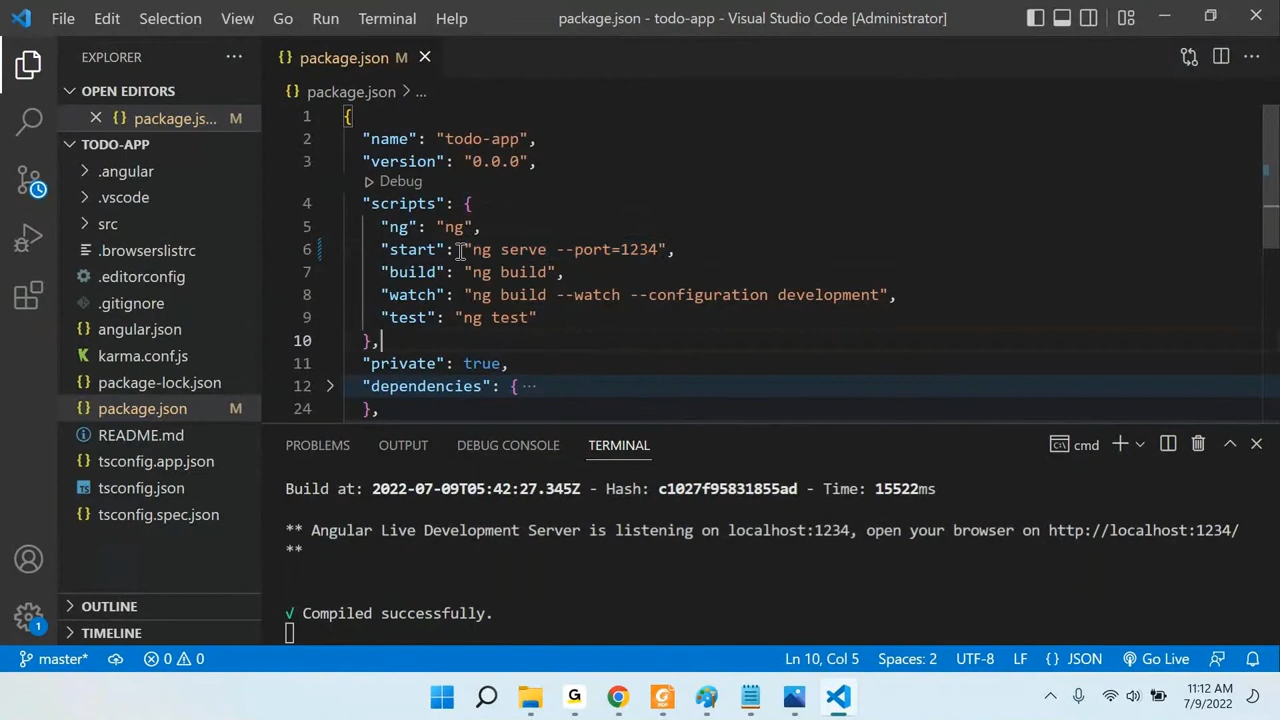 File Edit Selection View Go Run Terminal Help package.json - todo-app - Visual Studio Code [Administrator]
EXPLORER
OPEN EDITORS
{} package.js... M
TODO-APP
.angular
.vscode
src
.browserslistrc
.editorconfig
.gitignore
angular.json
karma.conf.js
package-lock.json
package.json M
README.md
tsconfig.app.json
TS tsconfig.json
tsconfig.spec.json
OUTLINE
TIMELINE
{} package.json M
{} package.json > ...
1 {
2 "name": "todo-app",
3 "version": "0.0.0",
Debug
4 "scripts": {
5 "ng": "ng",
6 "start": "ng serve --port=1234",
7 "build": "ng build",
8 "watch": "ng build --watch --configuration development",
9 "test": "ng test"
10 },
11 "private": true,
12 "dependencies": { ...
24 },
PROBLEMS OUTPUT DEBUG CONSOLE TERMINAL cmd
Build at: 2022-07-09T05:42:27.345Z - Hash: c1027f95831855ad - Time: 15522ms
** Angular Live Development Server is listening on localhost:1234, open your browser on http://localhost:1234/
**
√ Compiled successfully.
1
master* 0 0 Ln 10, Col 5 Spaces: 2 UTF-8 LF {} JSON Go Live
G
PDF
11:12 AM
7/9/2022